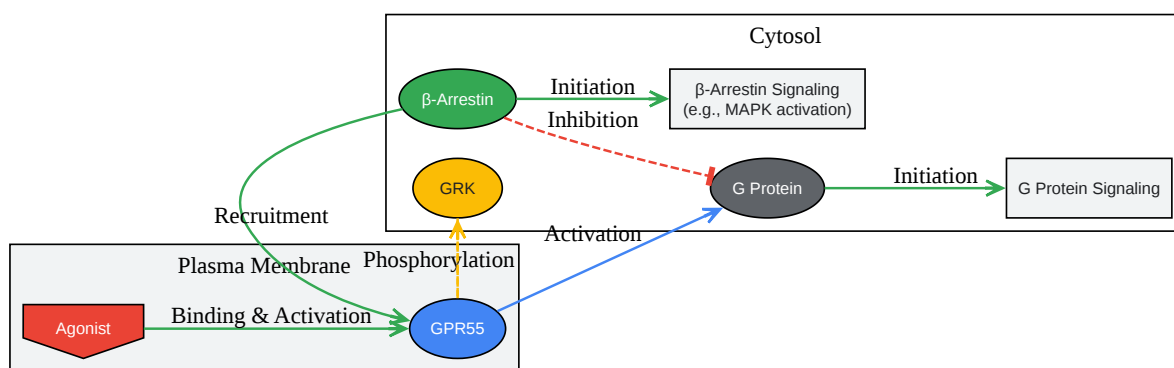 Cytosol
β-Arrestin
Initiation
β-Arrestin Signaling
(e.g., MAPK activation)
Inhibition
GRK
G Protein
Initiation
G Protein Signaling
Recruitment
Activation
Plasma Membrane
Phosphorylation
Agonist
Binding & Activation
GPR55